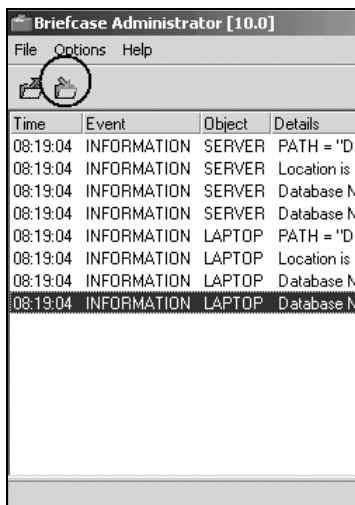 Briefcase Administrator [10.0]
File Options Help
Time Event Object Details
08:19:04 INFORMATION SERVER PATH = "D
08:19:04 INFORMATION SERVER Location is
08:19:04 INFORMATION SERVER Database N
08:19:04 INFORMATION SERVER Database N
08:19:04 INFORMATION LAPTOP PATH = "D
08:19:04 INFORMATION LAPTOP Location is
08:19:04 INFORMATION LAPTOP Database N
08:19:04 INFORMATION LAPTOP Database N